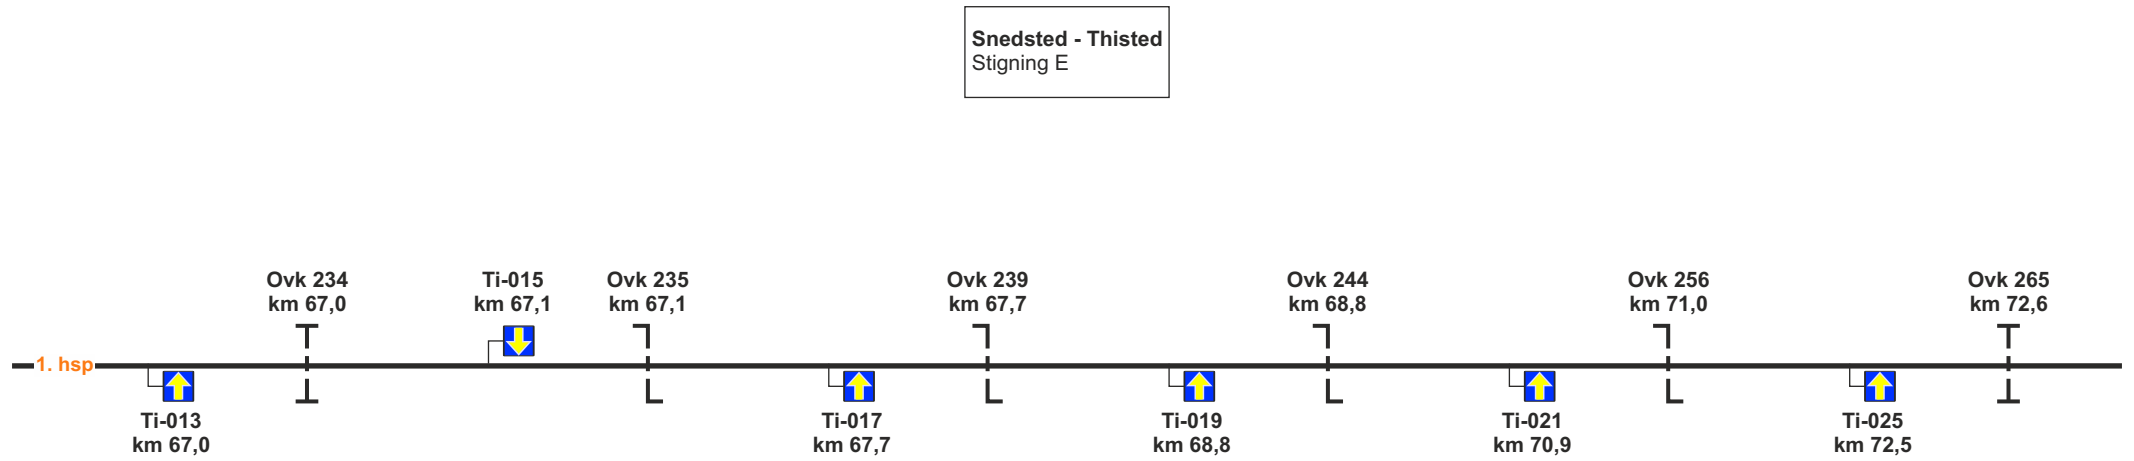 Snedsted - Thisted
Stigning E
Ovk 234
km 67,0
Ti-015
km 67,1
Ovk 235
km 67,1
Ovk 239
km 67,7
Ovk 244
km 68,8
Ovk 256
km 71,0
Ovk 265
km 72,6
1. hsp
Ti-013
km 67,0
Ti-017
km 67,7
Ti-019
km 68,8
Ti-021
km 70,9
Ti-025
km 72,5